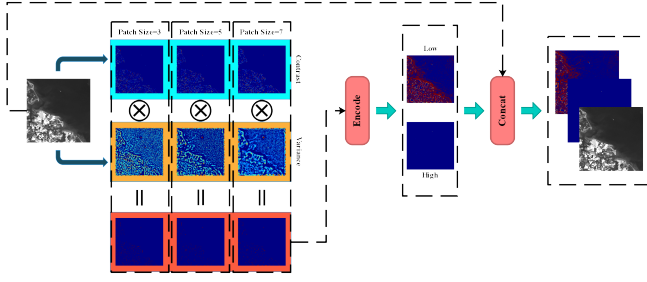 Patch Size=3
Patch Size=5
Patch Size=7
Contrast
Variance
Encode
Low
High
Concat